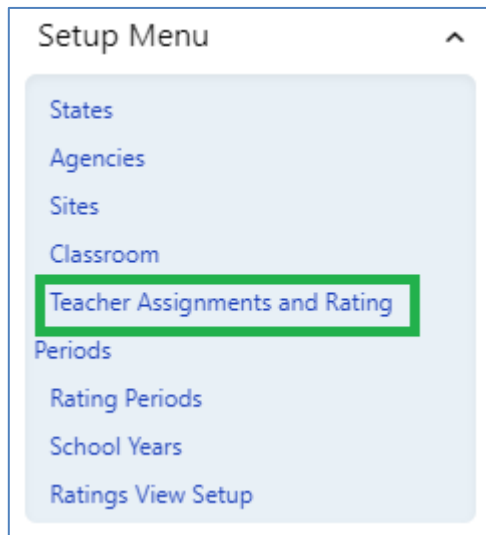 Setup Menu
States
Agencies
Sites
Classroom
Teacher Assignments and Rating
Periods
Rating Periods
School Years
Ratings View Setup